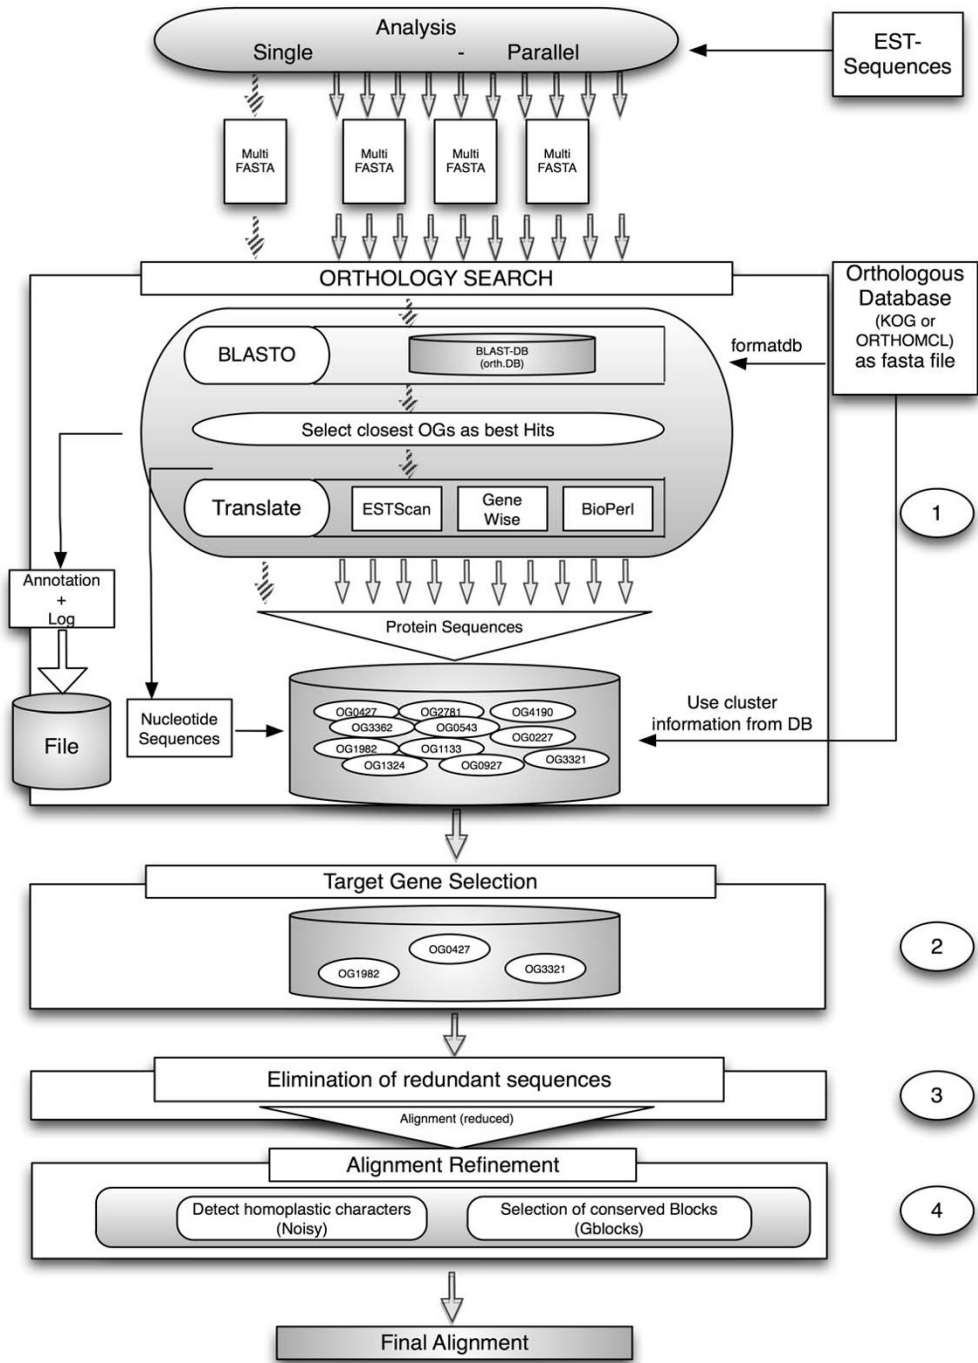 Analysis
Single - Parallel
EST-
Sequences
Multi
FASTA
Multi
FASTA
Multi
FASTA
Multi
FASTA
ORTHOLOGY SEARCH
Orthologous
Database
(KOG or
ORTHOMCL)
as fasta file
BLASTO
BLAST-DB
(orth.DB)
formatdb
Select closest OGs as best Hits
Translate
ESTScan
Gene
Wise
BioPerl
1
Annotation
+
Log
Protein Sequences
File
Nucleotide
Sequences
OG0427
OG2781
OG4190
OG3362
OG0543
OG0227
OG1982
OG1133
OG3321
OG1324
OG0927
Use cluster
information from DB
Target Gene Selection
OG0427
OG1982
OG3321
2
Elimination of redundant sequences
Alignment (reduced)
3
Alignment Refinement
Detect homoplastic characters
(Noisy)
Selection of conserved Blocks
(Gblocks)
4
Final Alignment